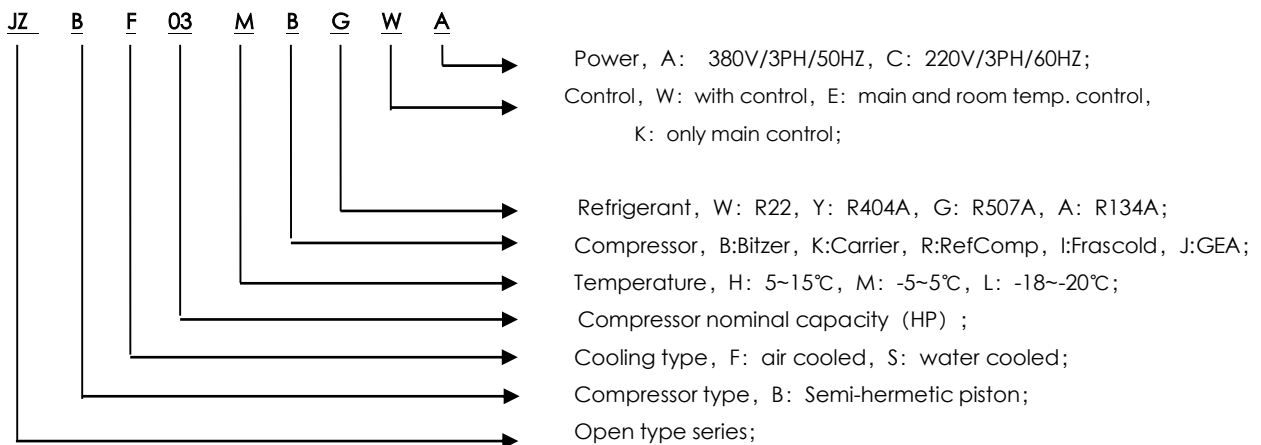 JZ B F 03 M B G W A
Power, A: 380V/3PH/50HZ, C: 220V/3PH/60HZ;
Control, W: with control, E: main and room temp. control,
K: only main control;
Refrigerant, W: R22, Y: R404A, G: R507A, A: R134A;
Compressor, B:Bitzer, K:Carrier, R:RefComp, I:Frascold, J:GEA;
Temperature, H: 5~15℃, M: -5~5℃, L: -18~-20℃;
Compressor nominal capacity (HP) ;
Cooling type, F: air cooled, S: water cooled;
Compressor type, B: Semi-hermetic piston;
Open type series;